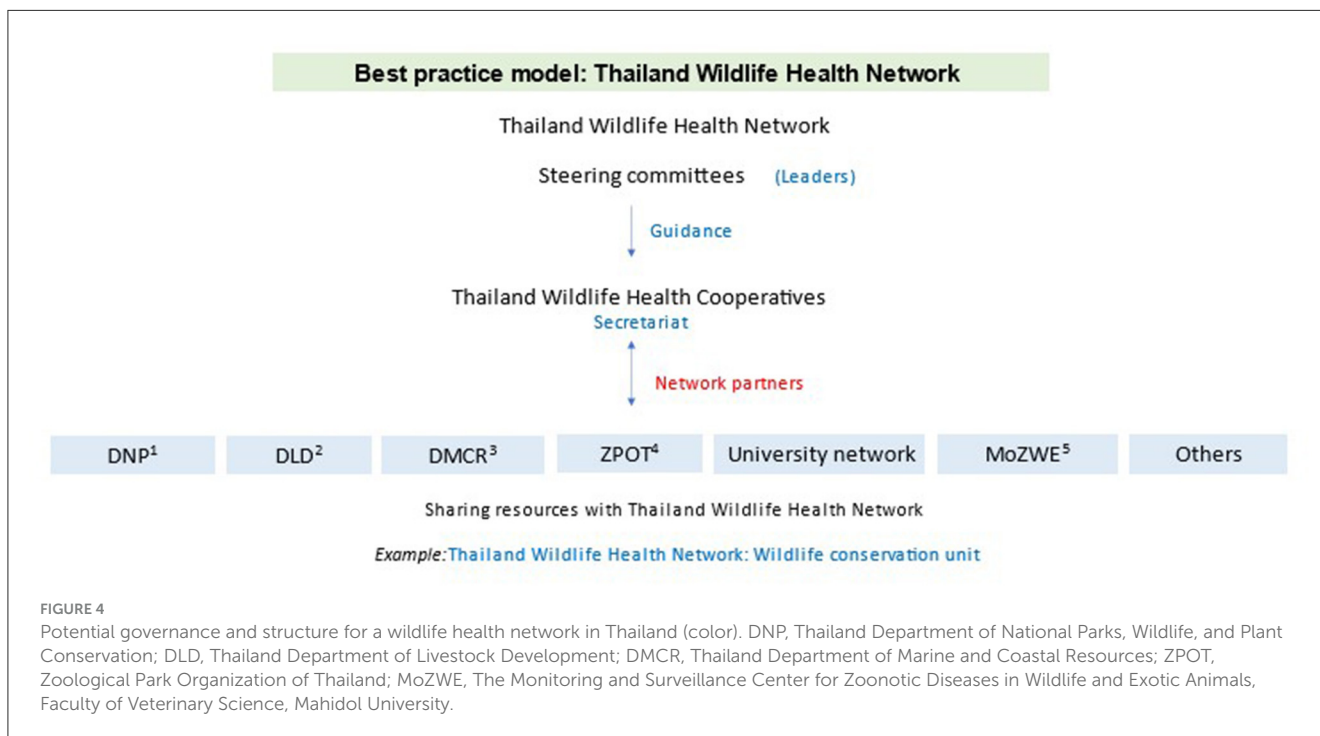 Best practice model: Thailand Wildlife Health Network
Thailand Wildlife Health Network
Steering committees (Leaders)
Guidance
Thailand Wildlife Health Cooperatives
Secretariat
Network partners
DNP¹ DLD² DMCR³ ZPOT⁴ University network MoZWE⁵ Others
Sharing resources with Thailand Wildlife Health Network
Example:Thailand Wildlife Health Network: Wildlife conservation unit
FIGURE 4
Potential governance and structure for a wildlife health network in Thailand (color). DNP, Thailand Department of National Parks, Wildlife, and Plant
Conservation; DLD, Thailand Department of Livestock Development; DMCR, Thailand Department of Marine and Coastal Resources; ZPOT,
Zoological Park Organization of Thailand; MoZWE, The Monitoring and Surveillance Center for Zoonotic Diseases in Wildlife and Exotic Animals,
Faculty of Veterinary Science, Mahidol University.